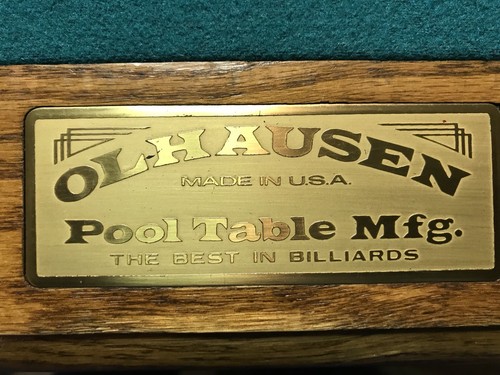 OLHAUSEN
MADE IN U.S.A.
Pool Table Mfg.
THE BEST IN BILLIARDS